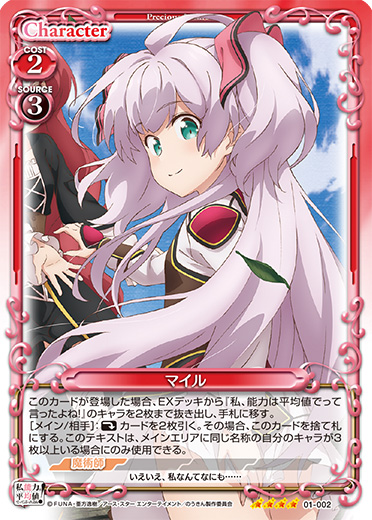 Precious Memories
Character
COST
2
SOURCE
3
マイル
このカードが登場した場合、EXデッキから『私、能力は平均値でって
言ったよね!』のキャラを2枚まで抜き出し、手札に移す。
[メイン/相手]:カードを2枚引く。その場合、このカードを捨て札
にする。このテキストは、メインエリアに同じ名称の自分のキャラが3
枚以上いる場合にのみ使用できる。
魔術師
いえいえ、私なんてなにも……
私、能力は
平均値
01-002
©FUNA・亜方逸樹/アース・スター エンターテイメント/のうきん製作委員会